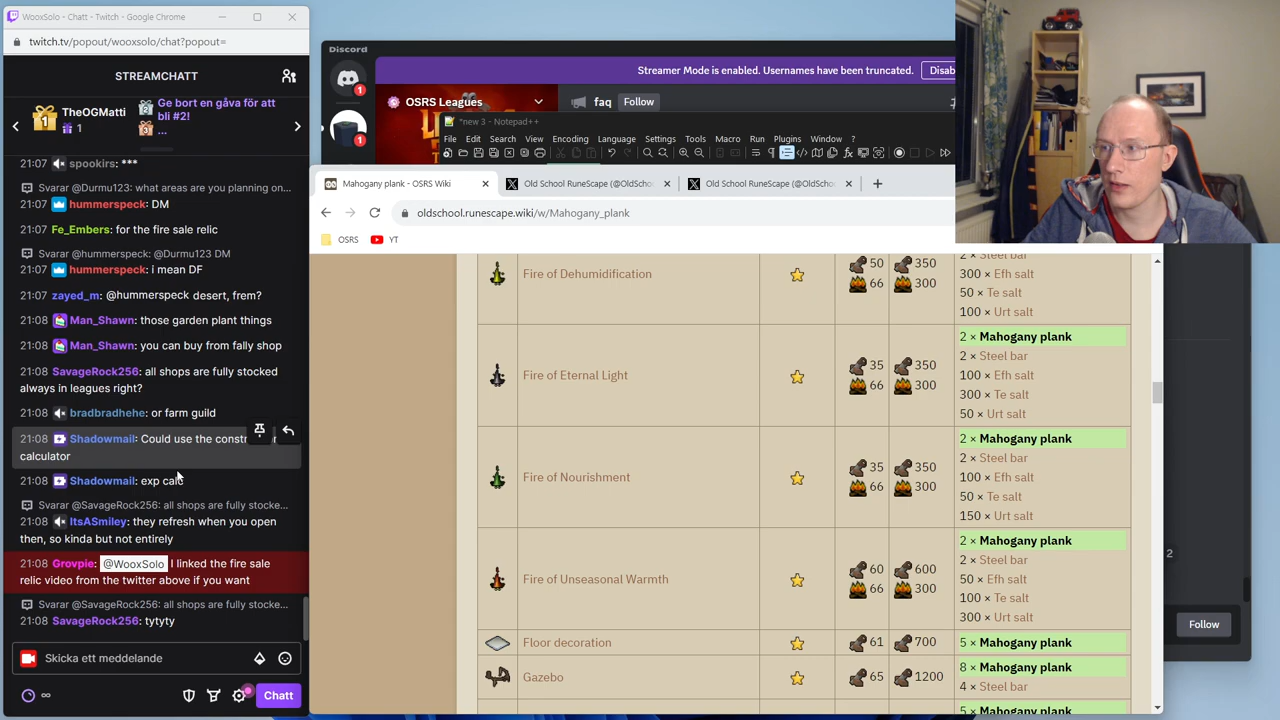 WooxSolo - Chatt - Twitch - Google Chrome
twitch.tv/popout/wooxsolo/chat?popout=
STREAMCHATT
TheOGMatti
1
Ge bort en gåva för att
bli #2!
...
21:07 spookirs: ***
Svarar @Durmu123: what areas are you planning on...
21:07 hummerspeck: DM
21:07 Fe_Embers: for the fire sale
relic
Svarar @hummerspeck: @Durmu123 DM
21:07 hummerspeck: i mean DF
21:07 zayed_m: @hummerspeck desert, frem?
21:08 Man_Shawn: those garden plant things
21:08 Man_Shawn: you can buy from fally shop
21:08 SavageRock256: all shops are fully stocked
always in leagues right?
21:08 bradbradhehe: or farm guild
21:08 Shadowmail: Could use the constr
calculator
21:08 Shadowmail: exp calc
Svarar @SavageRock256: all shops are fully stocke...
21:08 ItsASmiley: they refresh when you open
then, so kinda but not entirely
21:08 Grovpie: @WooxSolo I linked the fire sale
relic video from the twitter above if you want
Svarar @SavageRock256: all shops are fully stocke...
21:08 SavageRock256: tytyty
Skicka ett meddelande
∞
Chatt
Discord
1
1
Streamer Mode is enabled. Usernames have been truncated.
Disab
OSRS Leagues
faq
Follow
*new 3 - Notepad++
File Edit Search View Encoding Language Settings Tools Macro Run Plugins Window ?
Mahogany plank - OSRS Wiki
Old School RuneScape (@OldSch
Old School RuneScape (@OldSch
oldschool.runescape.wiki/w/Mahogany_plank
OSRS
YT
2 × Steel bar
Fire of Dehumidification
50 350
66 300
300 × Efh salt
50 × Te salt
100 × Urt salt
Fire of Eternal Light
35 350
66 300
2 × Mahogany plank
2 × Steel bar
100 × Efh salt
300 × Te salt
50 × Urt salt
Fire of Nourishment
35 350
66 300
2 × Mahogany plank
2 × Steel bar
100 × Efh salt
50 × Te salt
150 × Urt salt
Fire of Unseasonal Warmth
60 600
66 300
2 × Mahogany plank
2 × Steel bar
50 × Efh salt
100 × Te salt
300 × Urt salt
Floor decoration
61 700
5 × Mahogany plank
Gazebo
65 1200
8 × Mahogany plank
4 × Steel bar
5 × Mahogany plank
2
Follow